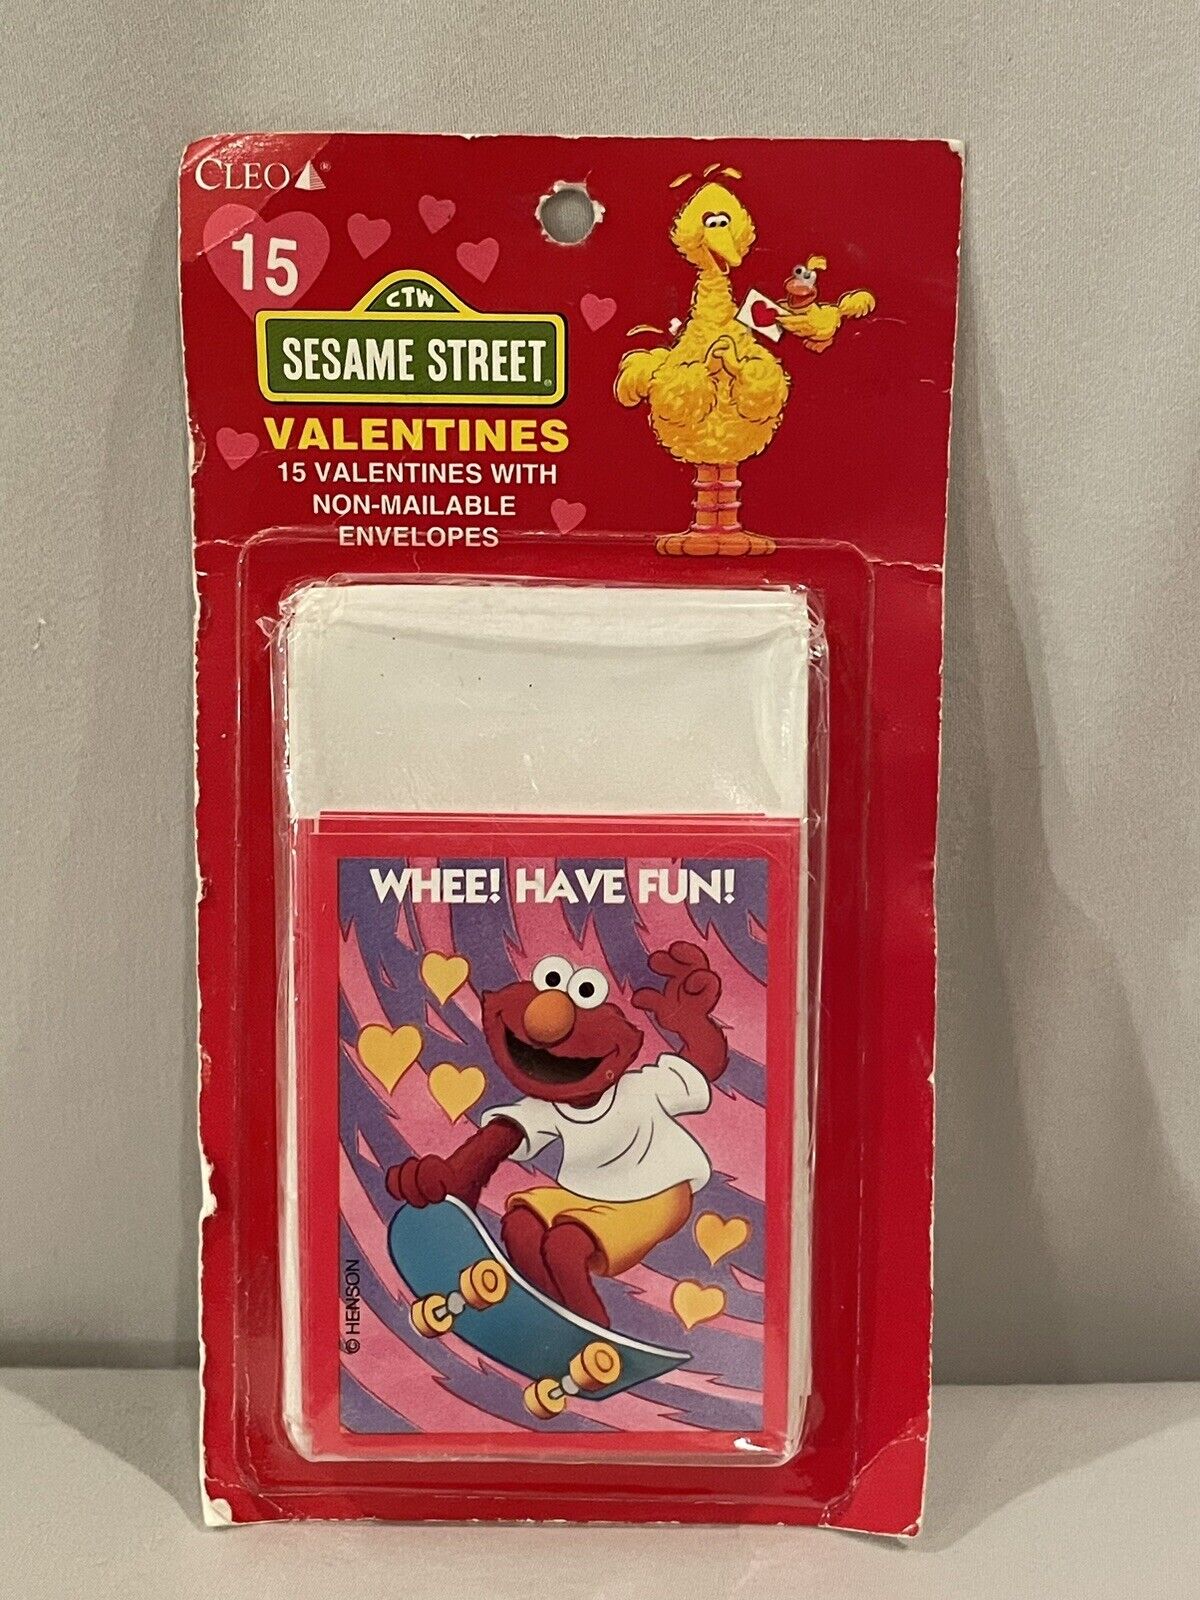 CLEO ®
15
CTW
SESAME STREET®
VALENTINES
15 VALENTINES WITH
NON-MAILABLE
ENVELOPES
WHEE! HAVE FUN!
© HENSON